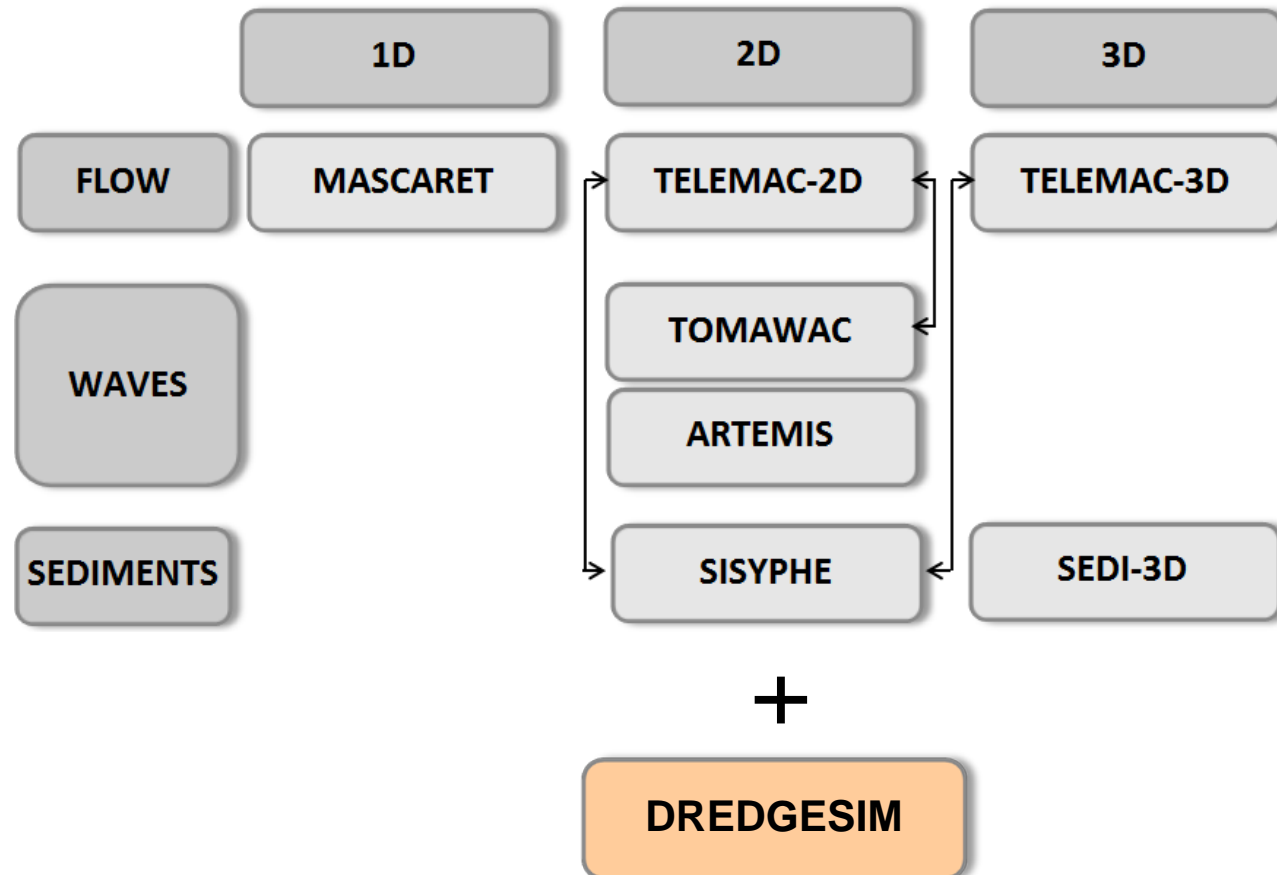 1D
2D
3D
FLOW
MASCARET
TELEMAC-2D
TELEMAC-3D
WAVES
TOMAWAC
ARTEMIS
SEDIMENTS
SISYPHE
SEDI-3D
+
DREDGESIM